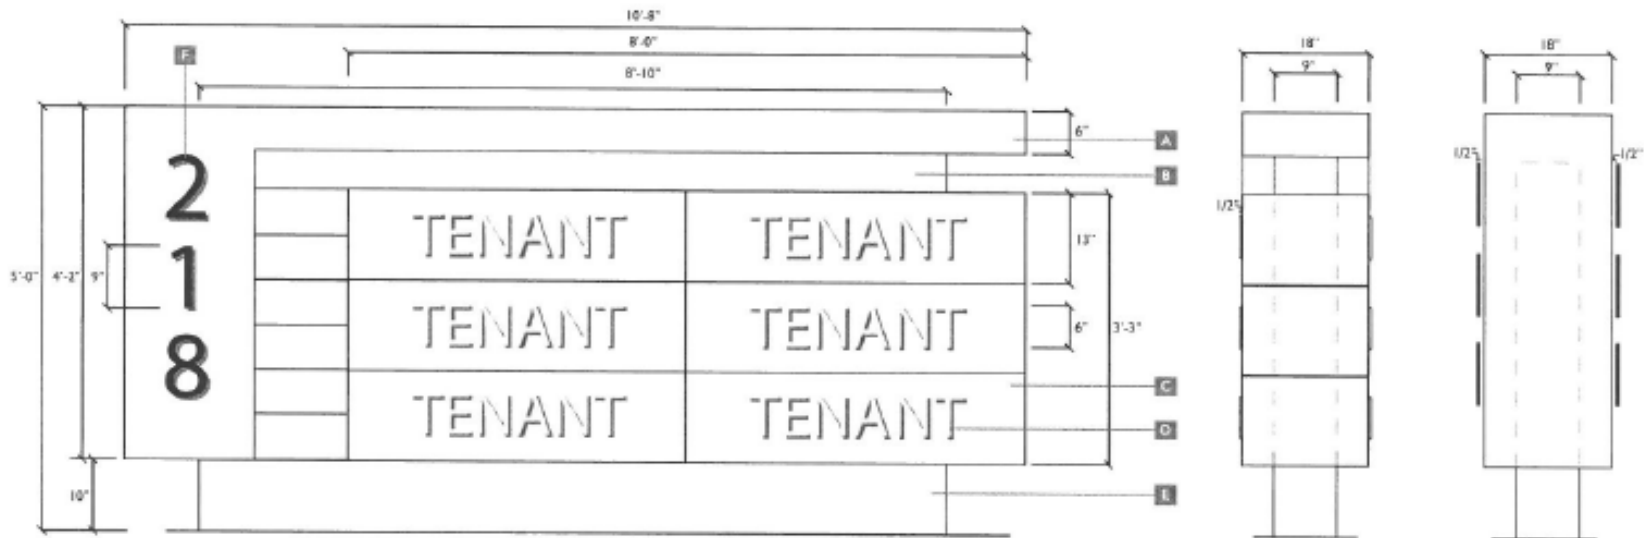 10'-8"
8'-0"
8'-10"
18"
9"
18"
9"
F
6"
A
B
2
1
8
TENANT TENANT
TENANT TENANT
TENANT TENANT
5'-0"
4'-2"
9"
10"
13"
6"
3'-3"
C
D
E
1/2"
1/2"
1/2"